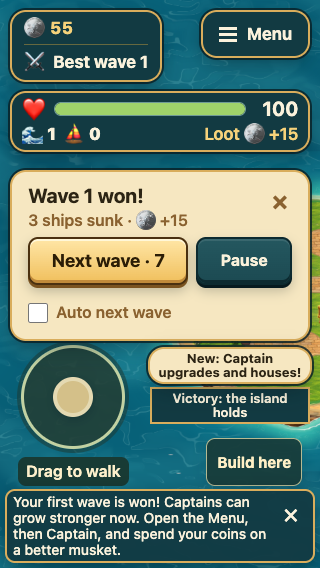 55
Best wave 1
Menu
100
1 0 Loot +15
Wave 1 won!
3 ships sunk · +15
Next wave · 7
Pause
Auto next wave
New: Captain
upgrades and houses!
Victory: the island
holds
Drag to walk
Build here
Your first wave is won! Captains can
grow stronger now. Open the Menu,
then Captain, and spend your coins on
a better musket.